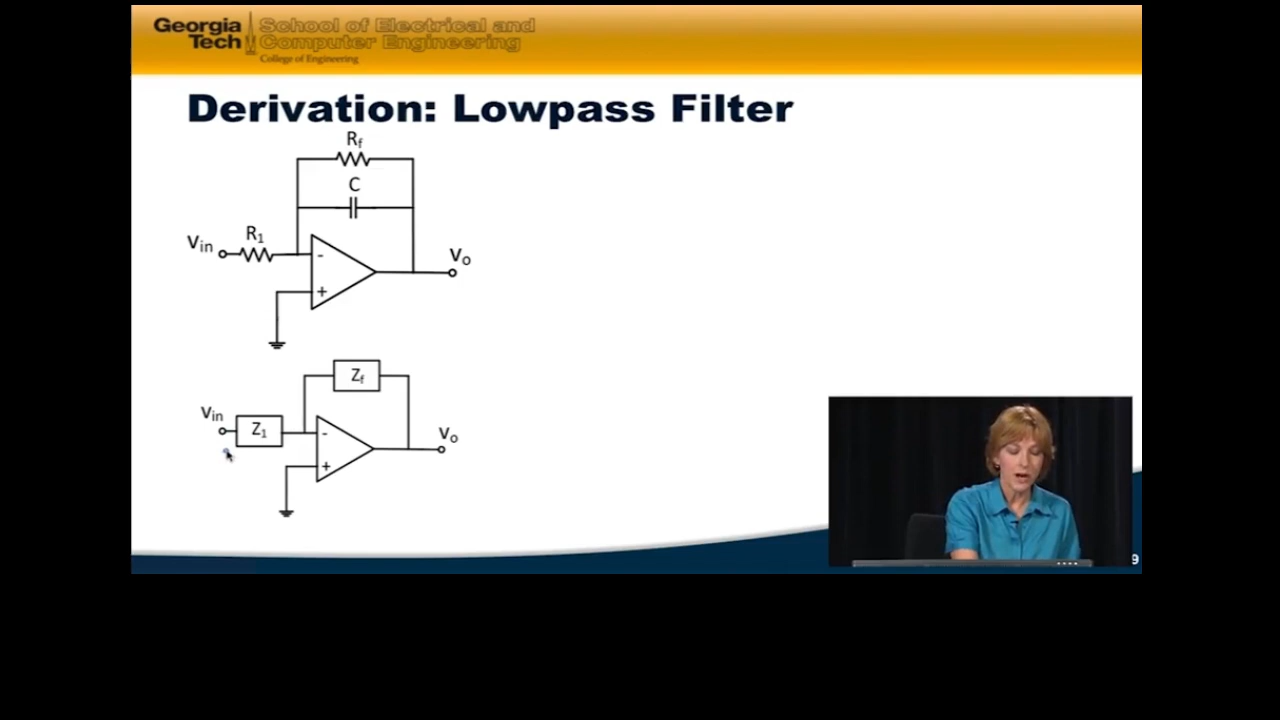 Georgia Tech
School of Electrical and Computer Engineering
College of Engineering
Derivation: Lowpass Filter
Rf
C
Vin
R1
-
+
Vo
Zf
Vin
Z1
-
+
Vo
9